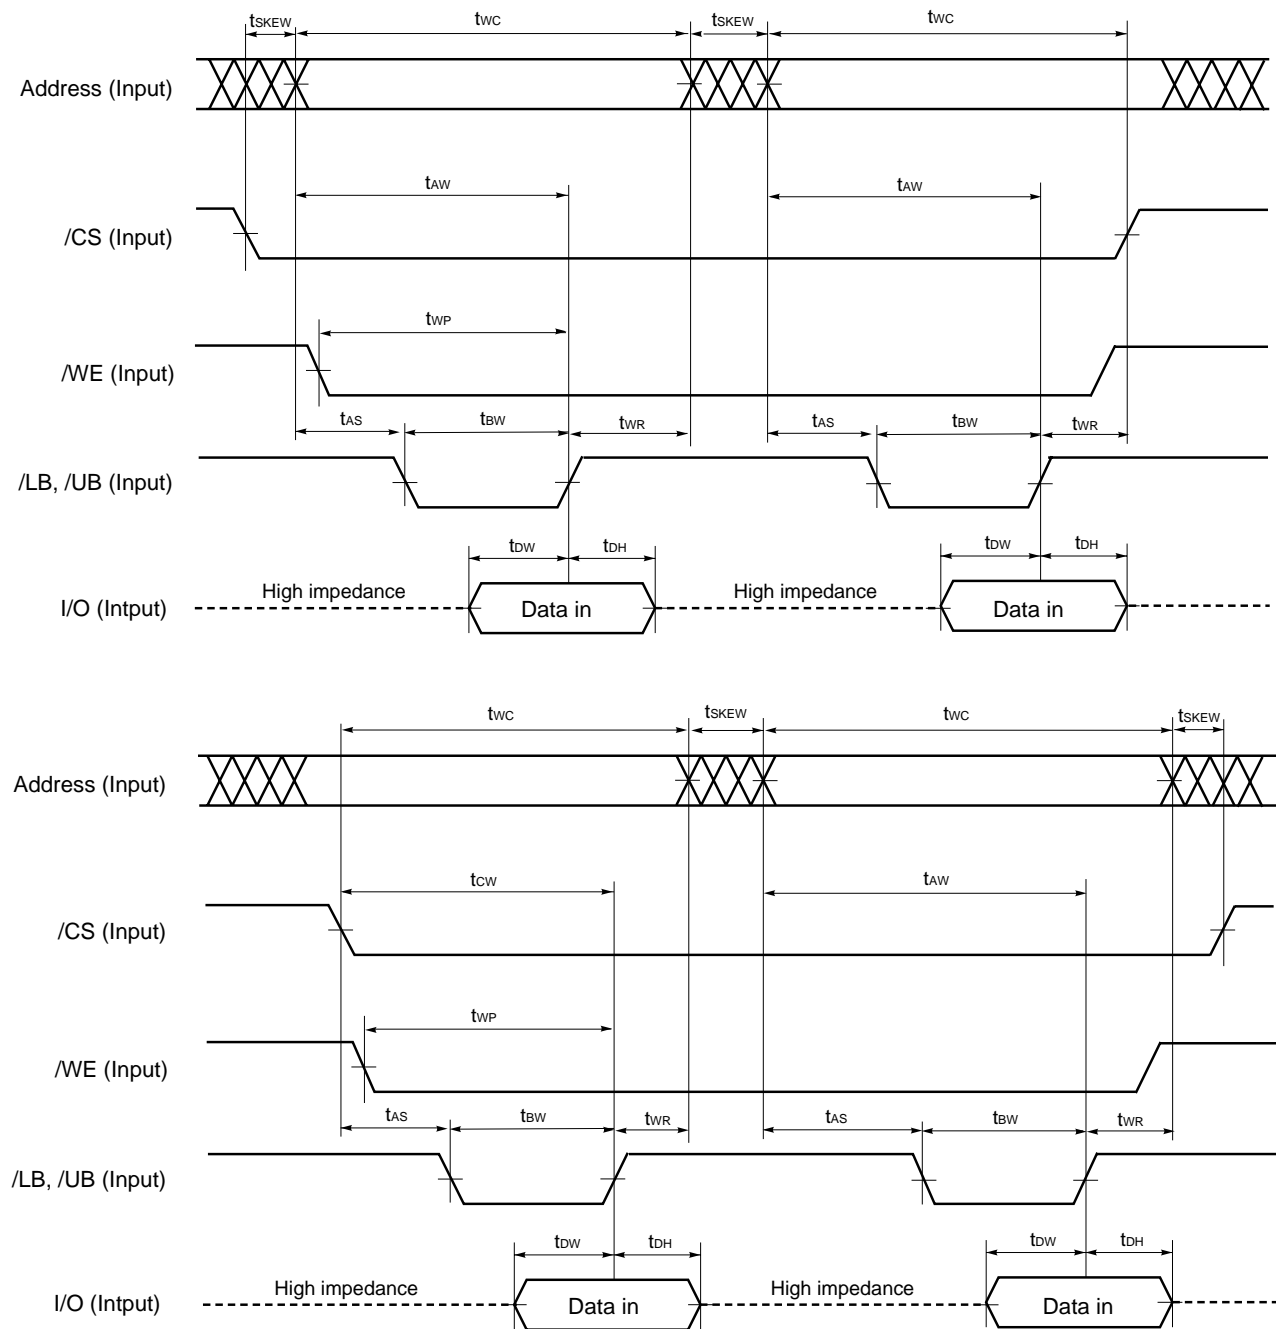 tSKEW tWC tSKEW tWC
Address (Input)
tAW tAW
/CS (Input)
tWP
/WE (Input)
tAS tBW tWR tAS tBW tWR
/LB, /UB (Input)
tDW tDH tDW tDH
High impedance High impedance
I/O (Intput) Data in Data in
tWC tSKEW tWC tSKEW
Address (Input)
tCW tAW
/CS (Input)
tWP
/WE (Input)
tAS tBW tWR tAS tBW tWR
/LB, /UB (Input)
tDW tDH tDW tDH
High impedance High impedance
I/O (Intput) Data in Data in